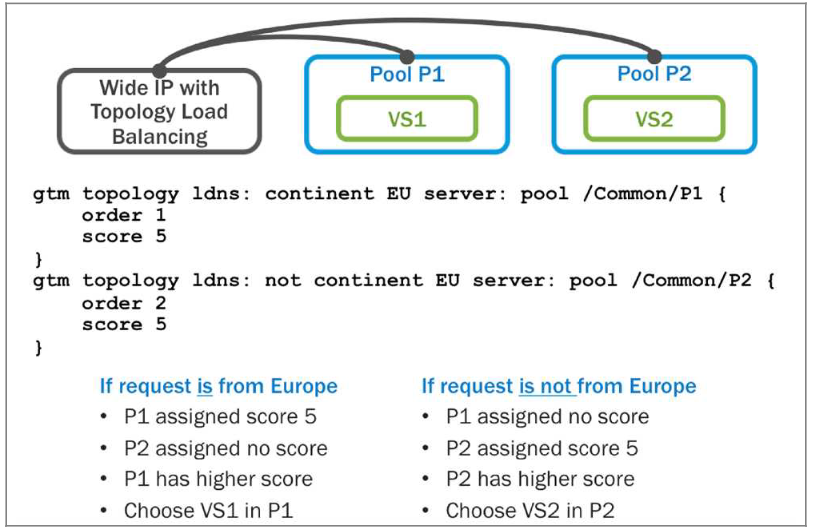 Wide IP with
Topology Load
Balancing
Pool P1
VS1
Pool P2
VS2
gtm topology ldns: continent EU server: pool /Common/P1 {
    order 1
    score 5
}
gtm topology ldns: not continent EU server: pool /Common/P2 {
    order 2
    score 5
}
If request is from Europe
• P1 assigned score 5
• P2 assigned no score
• P1 has higher score
• Choose VS1 in P1
If request is not from Europe
• P1 assigned no score
• P2 assigned score 5
• P2 has higher score
• Choose VS2 in P2